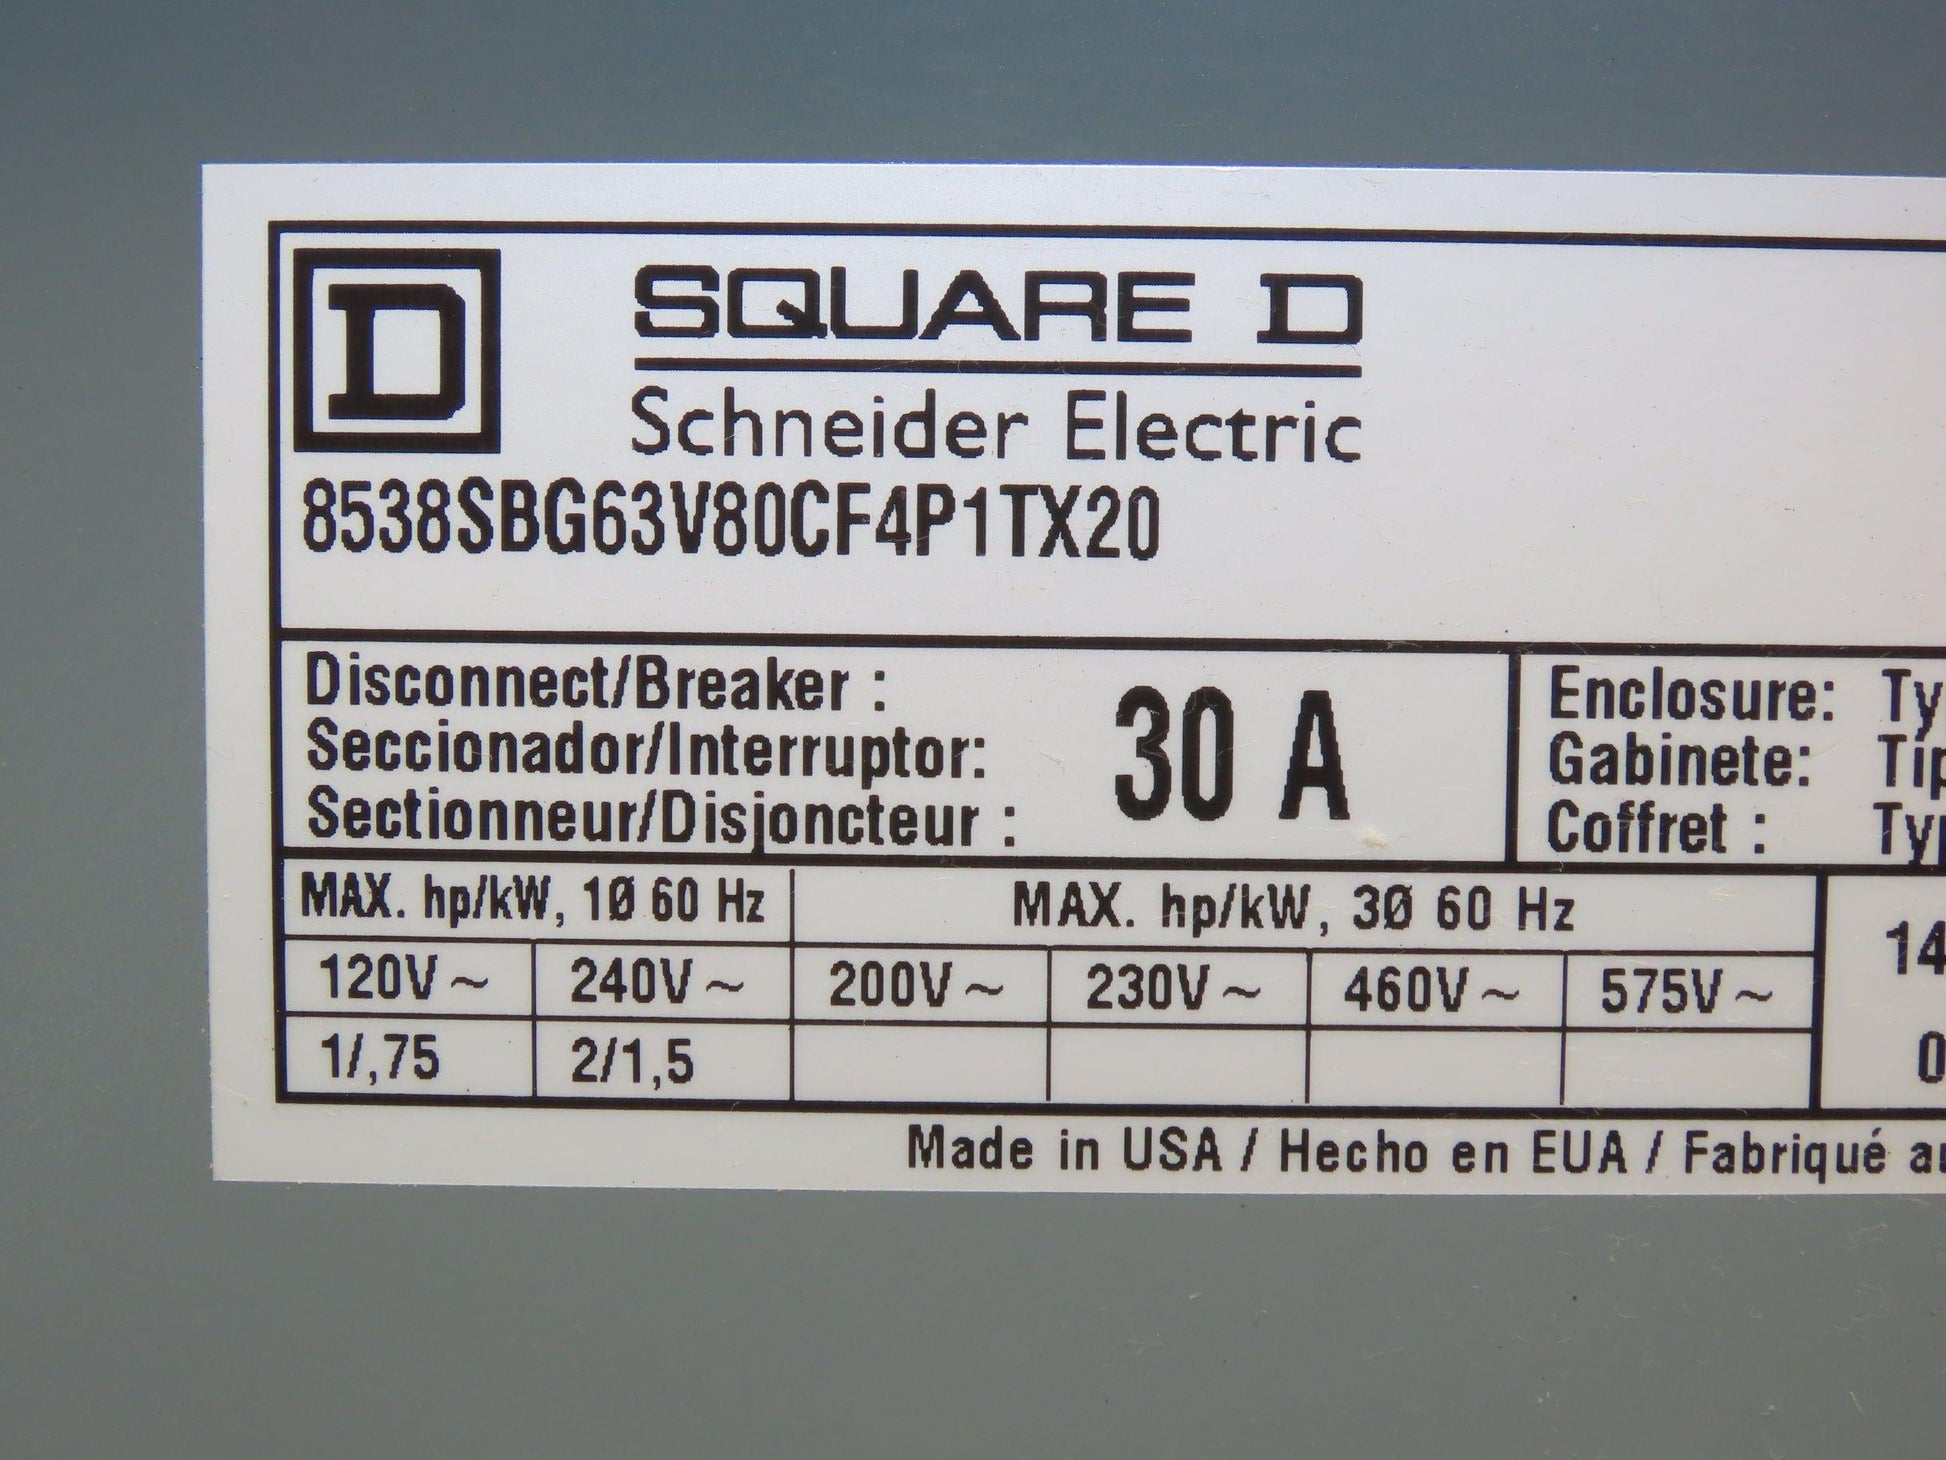 D
SQUARE D
Schneider Electric
8538SBG63V80CF4P1TX20
Disconnect/Breaker :
Seccionador/Interruptor:
Sectionneur/Disjoncteur :
30 A
Enclosure:
Gabinete:
Coffret :
MAX. hp/kW, 1Ø 60 Hz
MAX. hp/kW, 3Ø 60 Hz
120V~ 240V~ 200V~ 230V~ 460V~ 575V~
1/,75 2/1,5
Made in USA / Hecho en EUA / Fabriqué